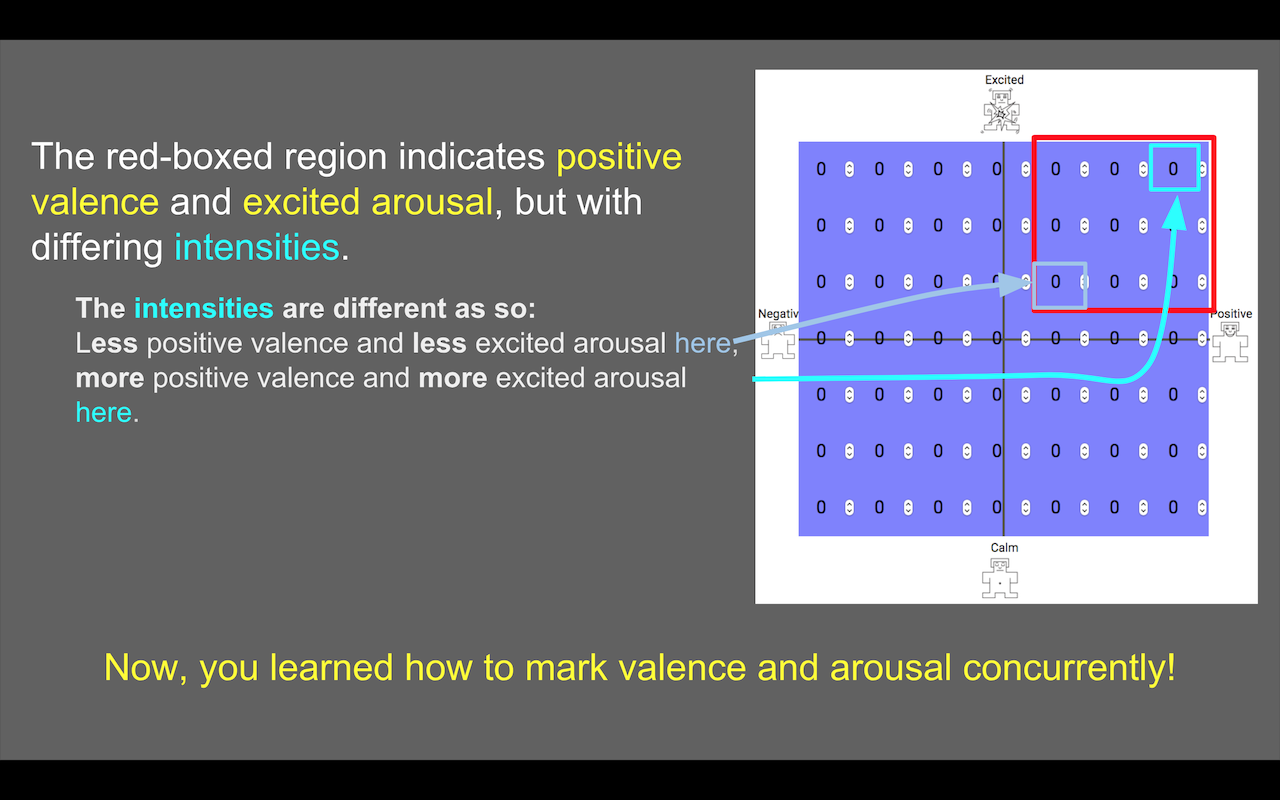 The red-boxed region indicates positive
valence and excited arousal, but with
differing intensities.
The intensities are different as so:
Less positive valence and less excited arousal here,
more positive valence and more excited arousal
here.
Excited
0 0 0 0 0 0 0
0 0 0 0 0 0 0
0 0 0 0 0 0 0
Negativ
Positive
0 0 0 0 0 0 0
0 0 0 0 0 0 0
0 0 0 0 0 0 0
0 0 0 0 0 0 0
Calm
Now, you learned how to mark valence and arousal concurrently!